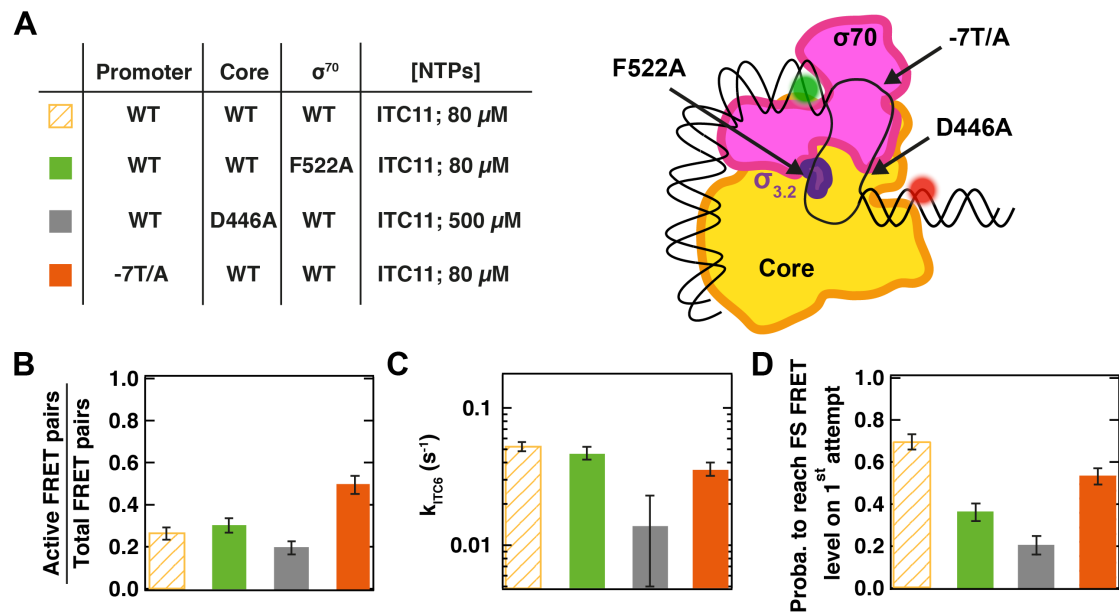 A
Promoter Core σ70 [NTPs]
WT WT WT ITC11; 80 µM
WT WT F522A ITC11; 80 µM
WT D446A WT ITC11; 500 µM
-7T/A WT WT ITC11; 80 µM
σ70
-7T/A
F522A
D446A
σ3.2
Core
B
Active FRET pairs
Total FRET pairs
1.0
0.8
0.6
0.4
0.2
0.0
C
kITC6 (s-1)
0.1
0.01
D
Proba. to reach FS FRET
level on 1st attempt
1.0
0.8
0.6
0.4
0.2
0.0